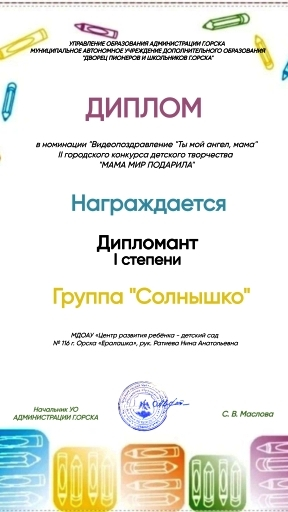 УПРАВЛЕНИЕ ОБРАЗОВАНИЯ АДМИНИСТРАЦИИ Г.ОРСКА
МУНИЦИПАЛЬНОЕ АВТОНОМНОЕ УЧРЕЖДЕНИЕ ДОПОЛНИТЕЛЬНОГО ОБРАЗОВАНИЯ
"ДВОРЕЦ ПИОНЕРОВ И ШКОЛЬНИКОВ Г.ОРСКА"
ДИПЛОМ
в номинации "Видеопоздравление "Ты мой ангел, мама"
II городского конкурса детского творчества
"МАМА МИР ПОДАРИЛА"
Награждается
Дипломант
I степени
Группа "Солнышко"
МДОАУ «Центр развития ребёнка - детский сад
№ 116 г. Орска «Ералашка», рук. Ратиева Нина Анатольевна
Начальник УО
АДМИНИСТРАЦИИ Г.ОРСКА
С. В. Маслова